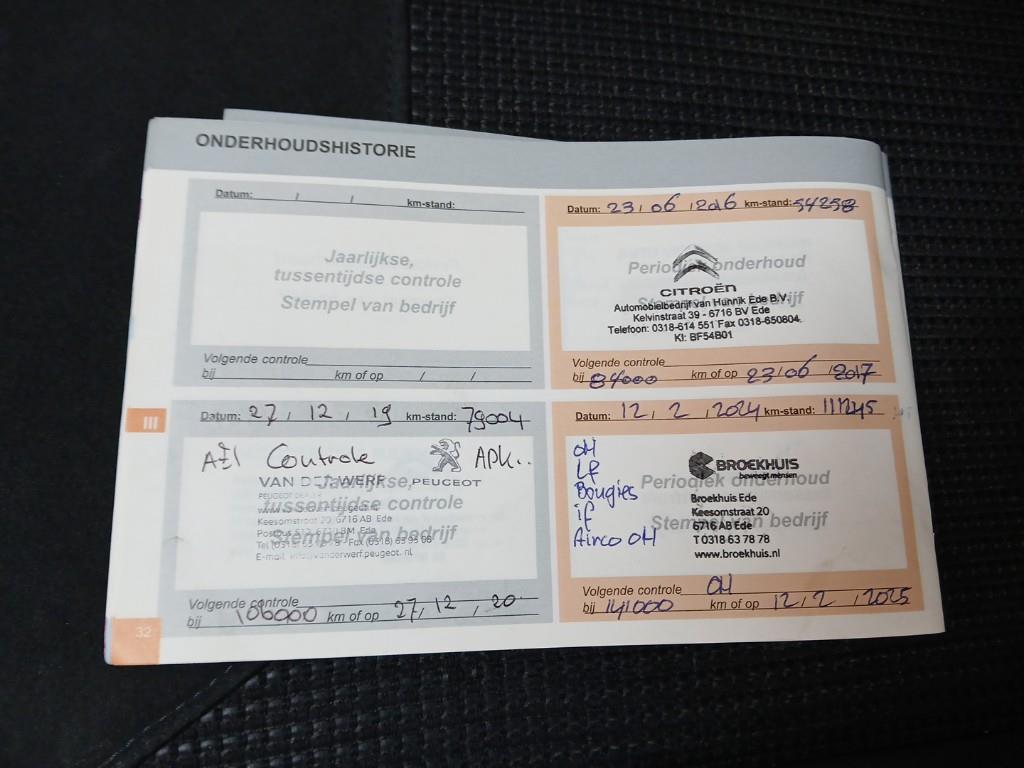 ONDERHOUDSHISTORIE
Datum: / / km-stand:
Jaarlijkse,
tussentijdse controle
Stempel van bedrijf
Volgende controle
bij km of op / /
Datum: 23 / 06 / 2016 km-stand: 54258
Periodiek onderhoud
Stempel van bedrijf
CITROËN
Automobielbedrijf van Hunnik Ede B.V.
Kelvinstraat 39 - 6716 BV Ede
Telefoon: 0318-614 551 Fax 0318-650804
KI: BF54B01
Volgende controle
bij 84000 km of op 23 / 06 / 2017
III
Datum: 27 / 12 / 19 km-stand: 79004
Controle APK..
VAN DER WERF PEUGEOT
Jaarlijkse,
tussentijdse controle
Stempel van bedrijf
Keesomstraat 20, 6716 AB Ede
E-mail: info@vanderwerf.peugeot.nl
Volgende controle
bij 106000 km of op 27 / 12 / 20
Datum: 12 / 2 / 2024 km-stand: 111245
OH
Lf
Bougies
if
Airco OH
BROEKHUIS
beweegt mensen
Periodiek onderhoud
Stempel van bedrijf
Broekhuis Ede
Keesomstraat 20
6716 AB Ede
T 0318 63 78 78
www.broekhuis.nl
Volgende controle OH
bij 141000 km of op 12 / 2 / 2025
32